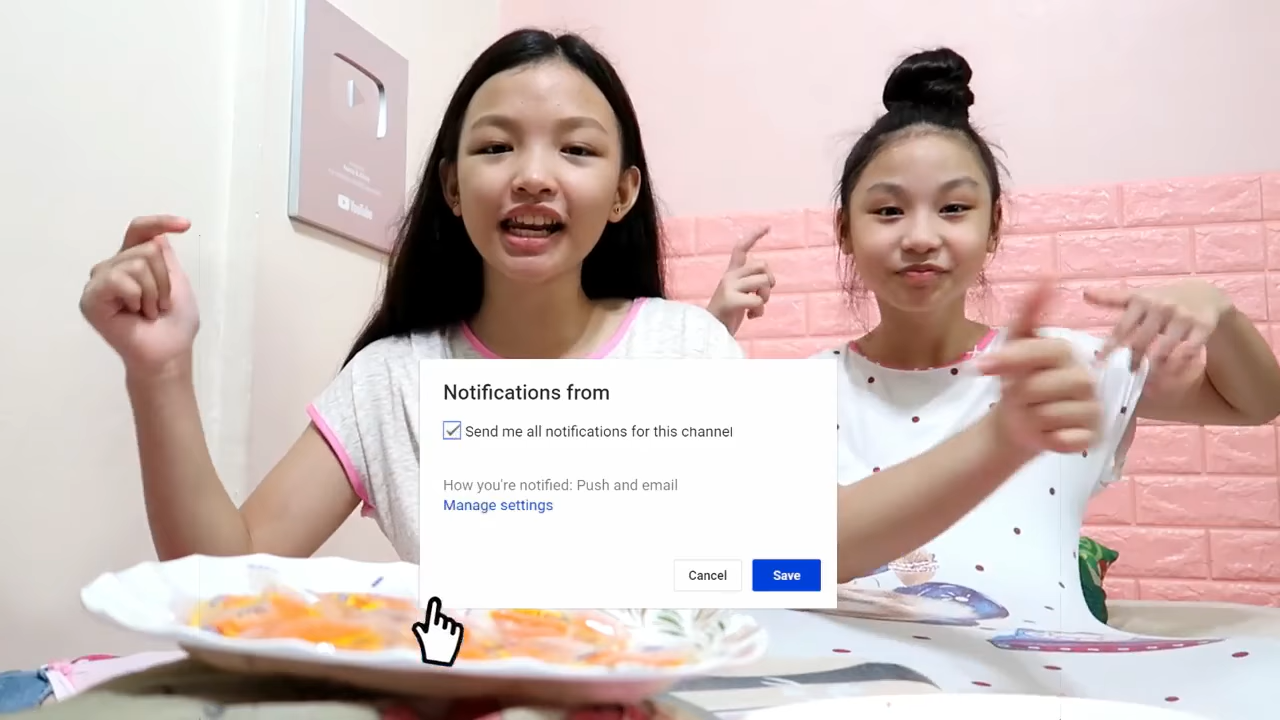 YouTube
Notifications from
Send me all notifications for this channel
How you're notified: Push and email
Manage settings
Cancel
Save